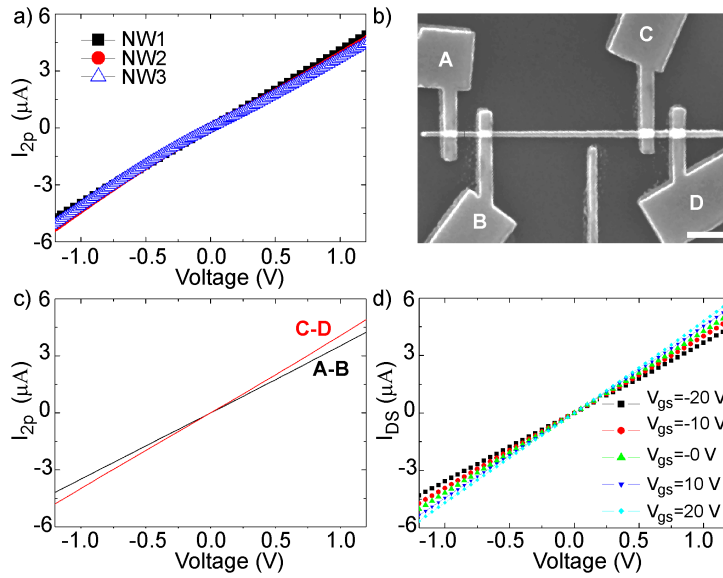 a)
6
3
0
-3
-6
I2p (μA)
NW1
NW2
NW3
-1.0 -0.5 0.0 0.5 1.0
Voltage (V)
b)
A
C
B
D
c)
6
3
0
-3
-6
I2p (μA)
C-D
A-B
-1.0 -0.5 0.0 0.5 1.0
Voltage (V)
d)
6
3
0
-3
-6
IDS (μA)
Vgs=-20 V
Vgs=-10 V
Vgs=-0 V
Vgs=10 V
Vgs=20 V
-1.0 -0.5 0.0 0.5 1.0
Voltage (V)